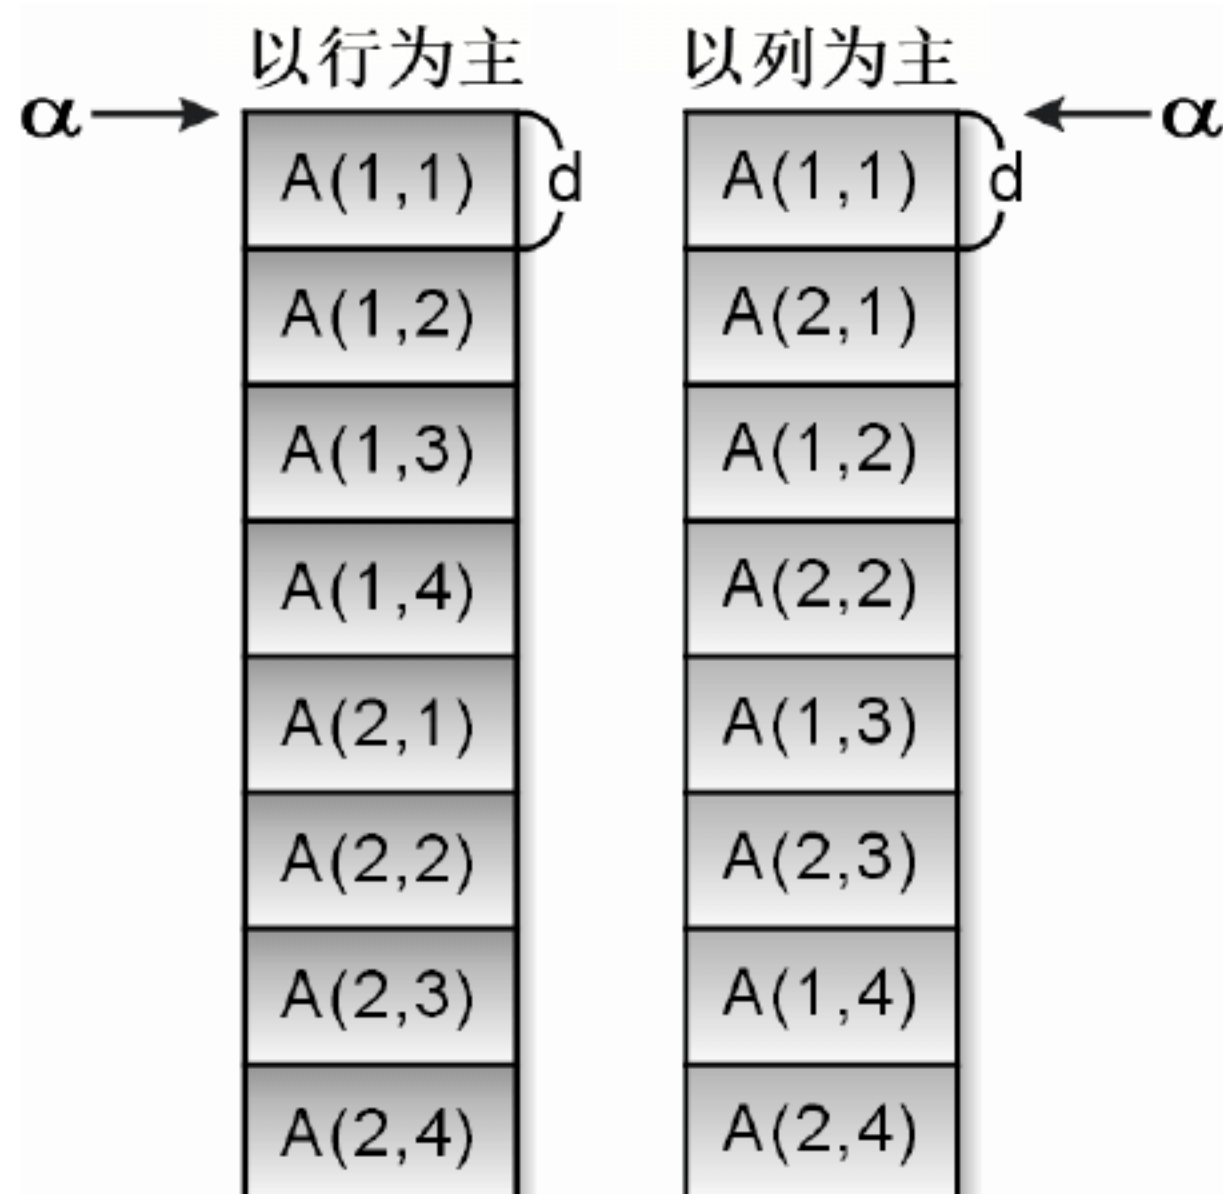 以行为主
以列为主
α
α
A(1,1)
d
A(1,1)
d
A(1,2)
A(2,1)
A(1,3)
A(1,2)
A(1,4)
A(2,2)
A(2,1)
A(1,3)
A(2,2)
A(2,3)
A(2,3)
A(1,4)
A(2,4)
A(2,4)